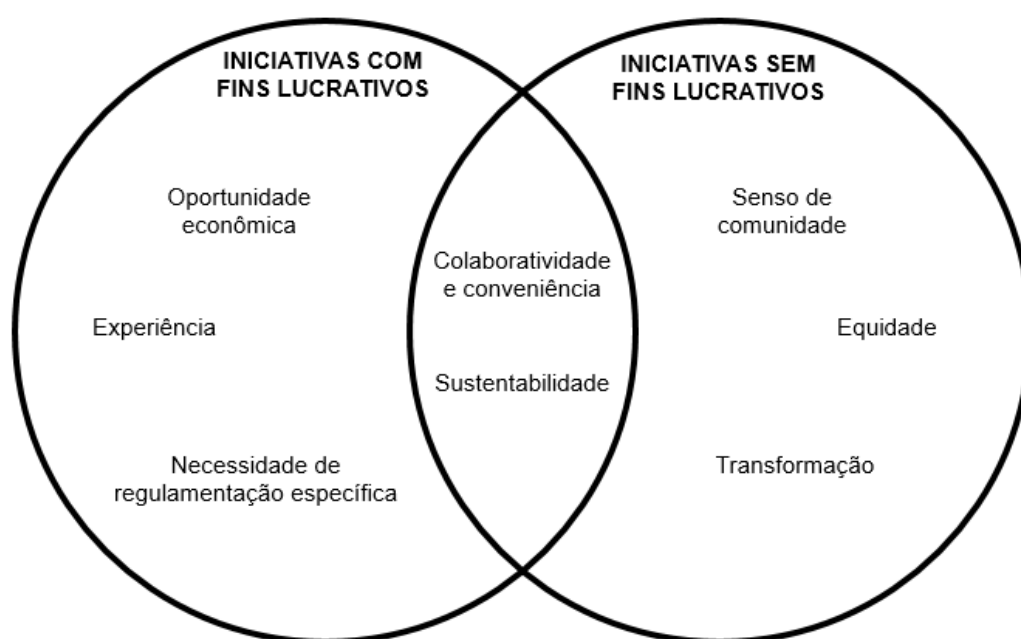 INICIATIVAS COM
FINS LUCRATIVOS
INICIATIVAS SEM
FINS LUCRATIVOS
Oportunidade
econômica
Experiência
Necessidade de
regulamentação específica
Colaboratividade
e conveniência
Sustentabilidade
Senso de
comunidade
Equidade
Transformação